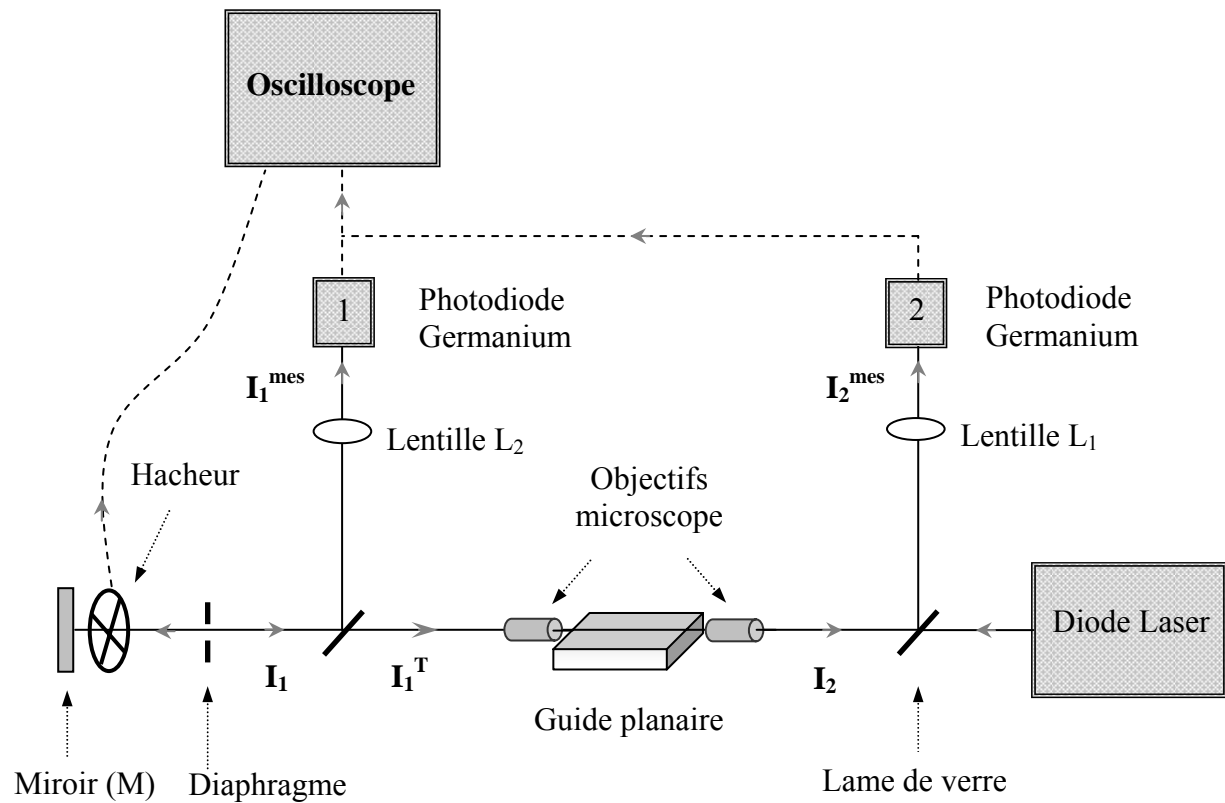 Oscilloscope
1
Photodiode
Germanium
2
Photodiode
Germanium
I₁ᵐᵉˢ
I₂ᵐᵉˢ
Lentille L₂
Lentille L₁
Hacheur
Objectifs
microscope
Diode Laser
I₁
I₁ᵀ
I₂
Guide planaire
Miroir (M)
Diaphragme
Lame de verre